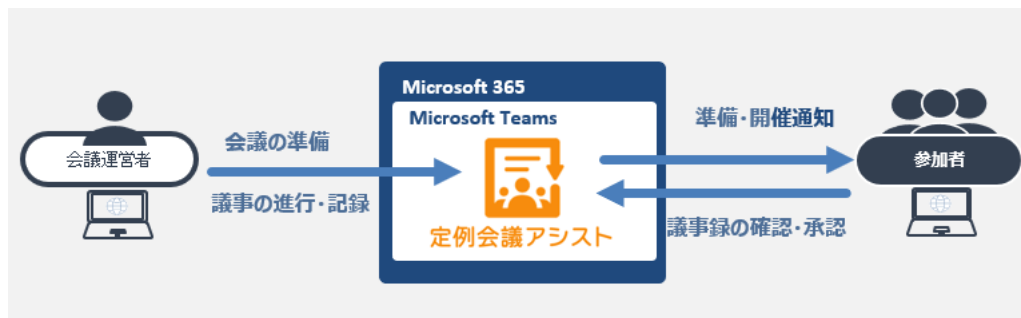 会議運営者
会議の準備
議事の進行・記録
Microsoft 365
Microsoft Teams
定例会議アシスト
準備・開催通知
議事録の確認・承認
参加者